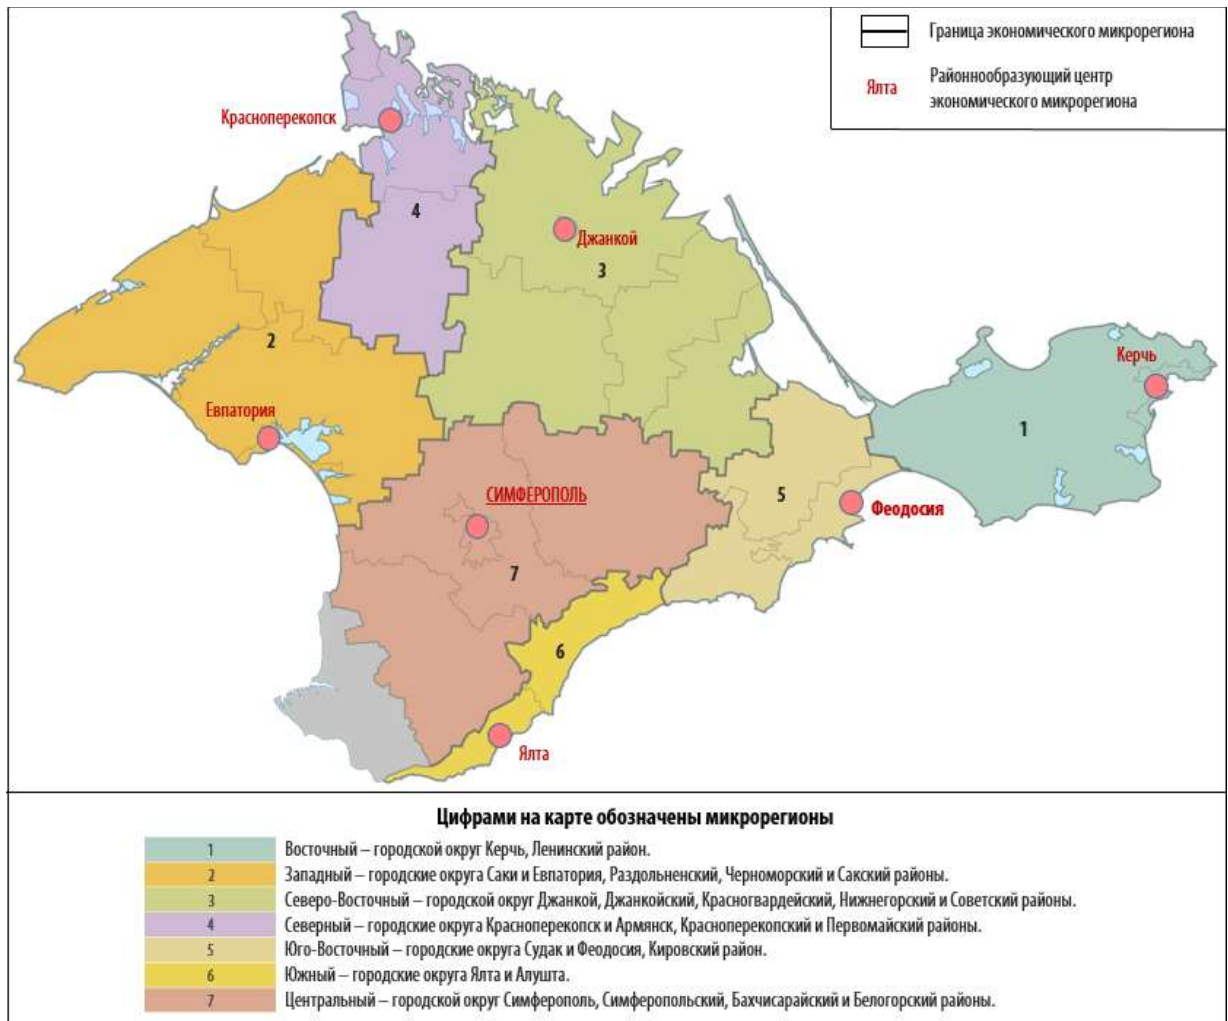 Граница экономического микрорегиона
Ялта
Районнообразующий центр
экономического микрорегиона
Красноперекопск
4
Джанкой
3
2
Керчь
Евпатория
1
СИМФЕРОПОЛЬ
5
Феодосия
7
6
Ялта
Цифрами на карте обозначены микрорегионы
1 Восточный – городской округ Керчь, Ленинский район.
2 Западный – городские округа Саки и Евпатория, Раздольненский, Черноморский и Сакский районы.
3 Северо-Восточный – городской округ Джанкой, Джанкойский, Красногвардейский, Нижнегорский и Советский районы.
4 Северный – городские округа Красноперекопск и Армянск, Красноперекопский и Первомайский районы.
5 Юго-Восточный – городские округа Судак и Феодосия, Кировский район.
6 Южный – городские округа Ялта и Алушта.
7 Центральный – городской округ Симферополь, Симферопольский, Бахчисарайский и Белогорский районы.